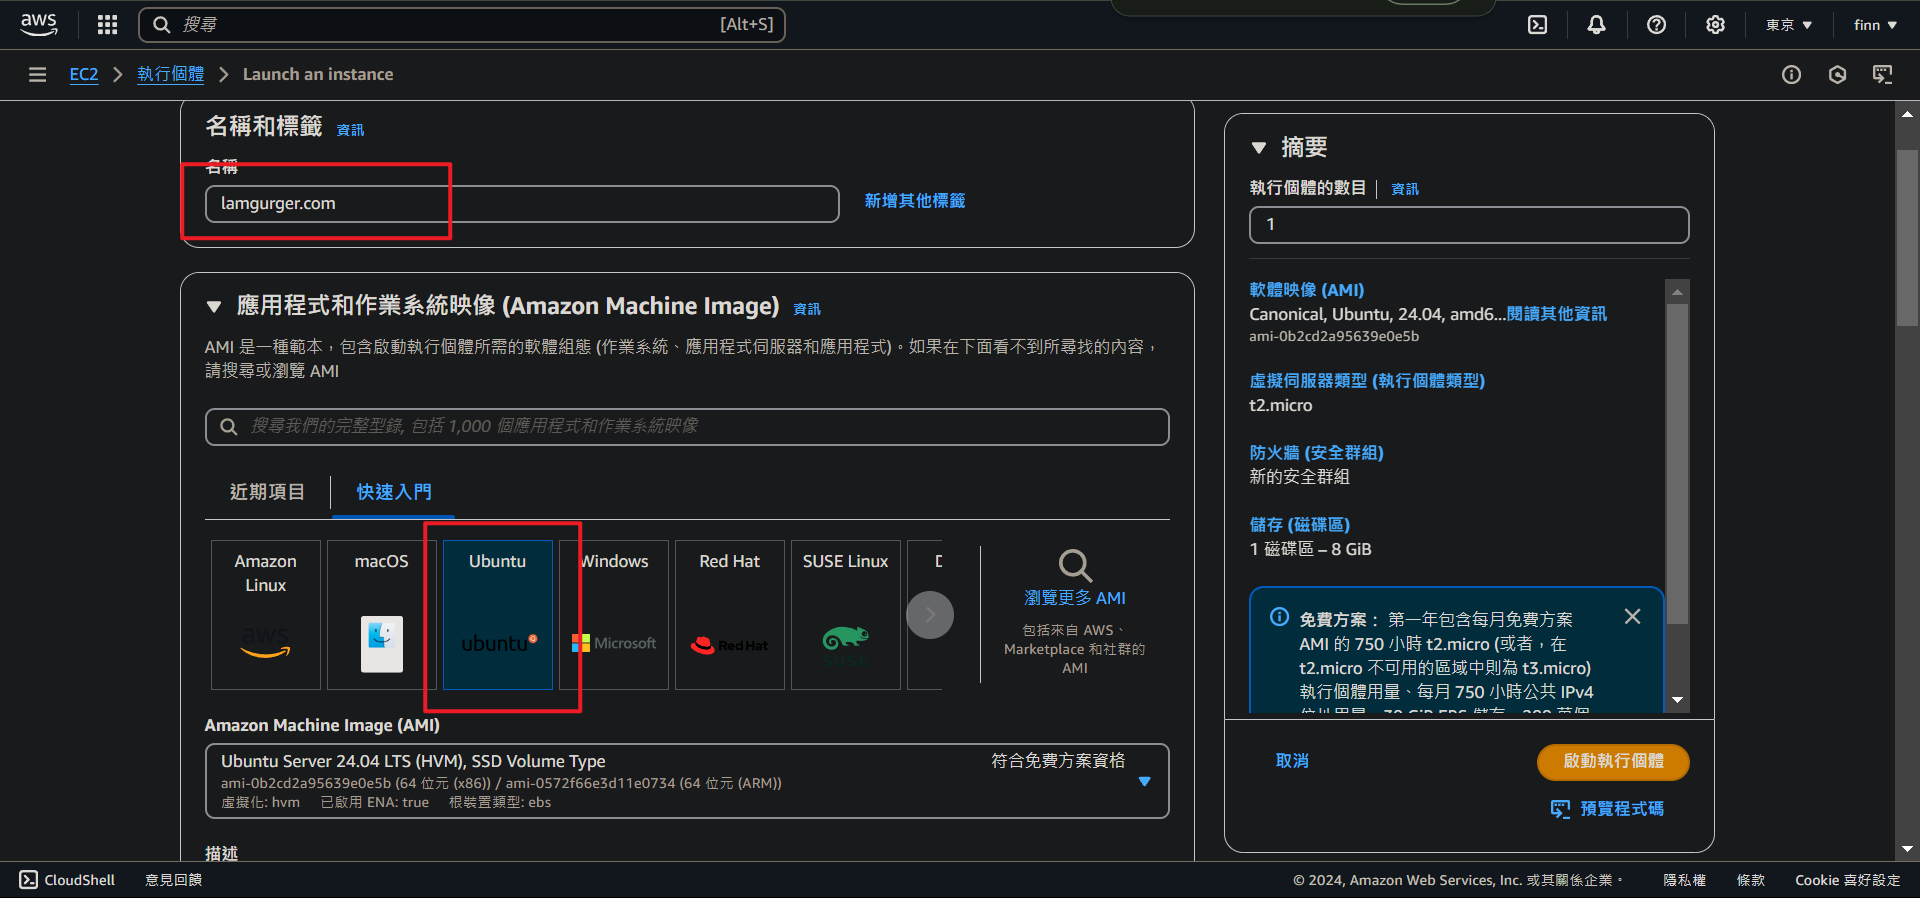 aws
搜尋
[Alt+S]
東京
finn
EC2
執行個體
Launch an instance
名稱和標籤 資訊
名稱
lamgurger.com
新增其他標籤
應用程式和作業系統映像 (Amazon Machine Image) 資訊
AMI 是一種範本，包含啟動執行個體所需的軟體組態 (作業系統、應用程式伺服器和應用程式)。如果在下面看不到所尋找的內容，
請搜尋或瀏覽 AMI
搜尋我們的完整型錄, 包括 1,000 個應用程式和作業系統映像
近期項目
快速入門
Amazon
Linux
aws
macOS
Ubuntu
ubuntu
Windows
Microsoft
Red Hat
Red Hat
SUSE Linux
SUSE
瀏覽更多 AMI
包括來自 AWS、
Marketplace 和社群的
AMI
Amazon Machine Image (AMI)
Ubuntu Server 24.04 LTS (HVM), SSD Volume Type
符合免費方案資格
ami-0b2cd2a95639e0e5b (64 位元 (x86)) / ami-0572f66e3d11e0734 (64 位元 (ARM))
虛擬化: hvm 已啟用 ENA: true 根裝置類型: ebs
描述
摘要
執行個體的數目 資訊
1
軟體映像 (AMI)
Canonical, Ubuntu, 24.04, amd6...閱讀其他資訊
ami-0b2cd2a95639e0e5b
虛擬伺服器類型 (執行個體類型)
t2.micro
防火牆 (安全群組)
新的安全群組
儲存 (磁碟區)
1 磁碟區 – 8 GiB
免費方案： 第一年包含每月免費方案
AMI 的 750 小時 t2.micro (或者，在
t2.micro 不可用的區域中則為 t3.micro)
執行個體用量、每月 750 小時公共 IPv4
取消
啟動執行個體
預覽程式碼
CloudShell
意見回饋
© 2024, Amazon Web Services, Inc. 或其關係企業。
隱私權
條款
Cookie 喜好設定